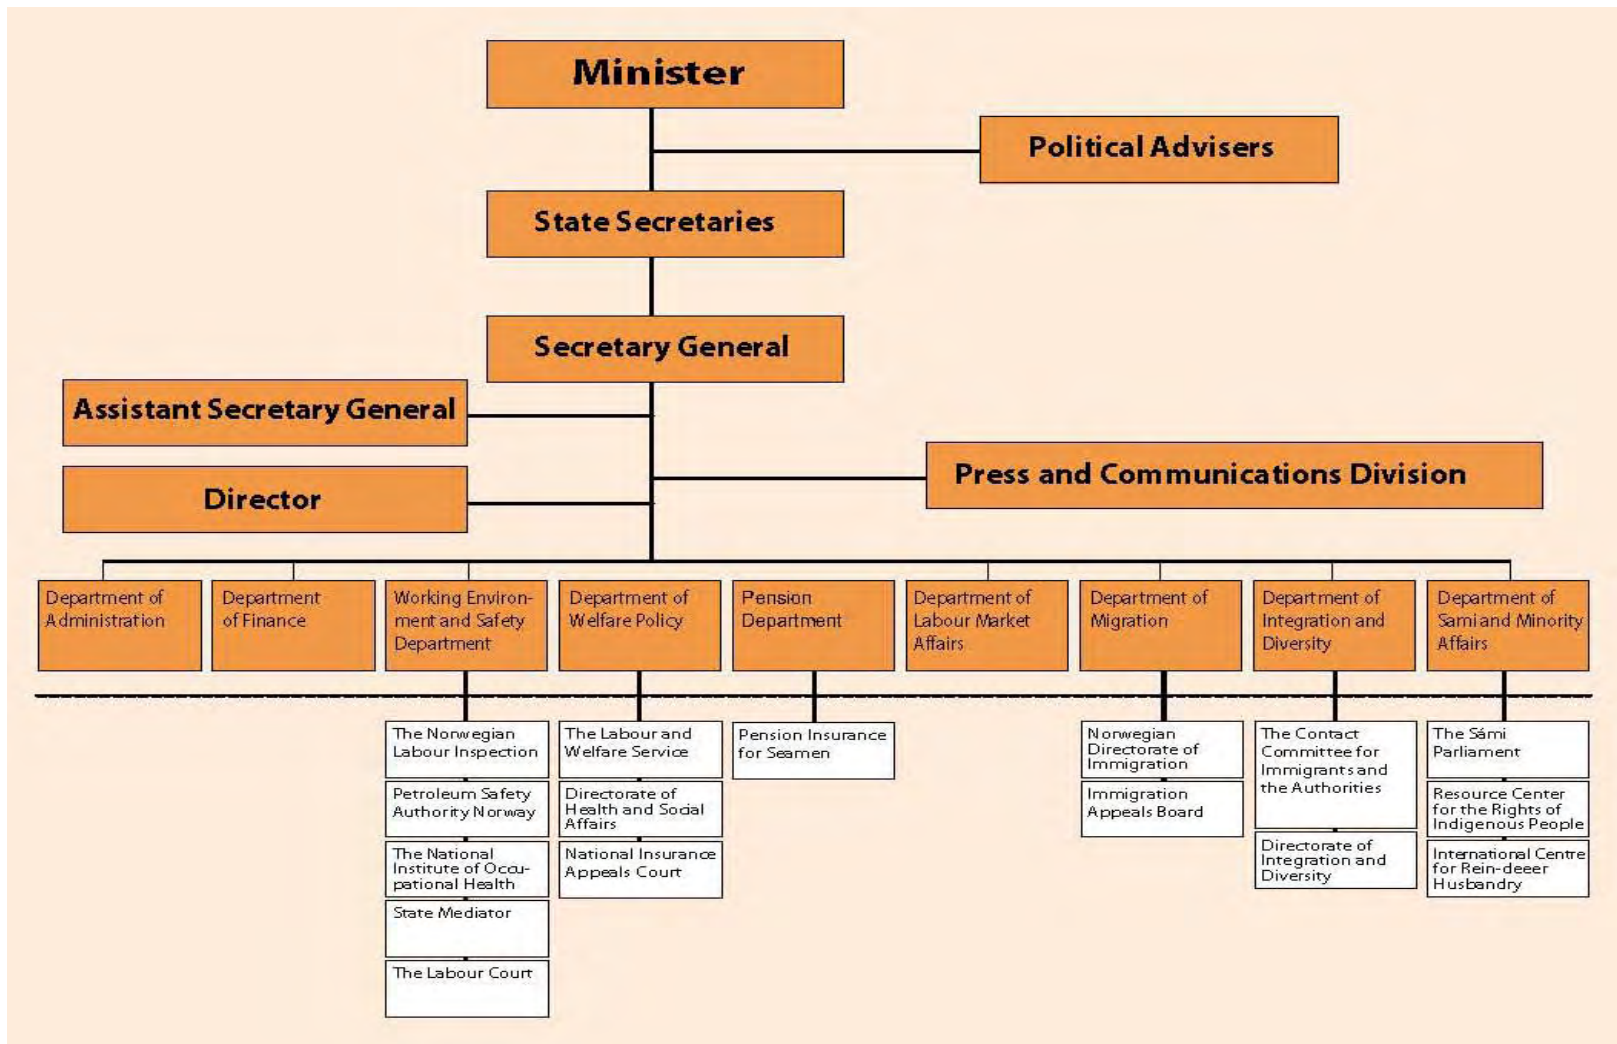 Minister
Political Advisers
State Secretaries
Secretary General
Assistant Secretary General
Press and Communications Division
Director
Department of
Administration
Department
of Finance
Working Environ-
ment and Safety
Department
Department of
Welfare Policy
Pension
Department
Department of
Labour Market
Affairs
Department of
Migration
Department of
Integration and
Diversity
Department of
Sami and Minority
Affairs
The Norwegian
Labour Inspection
Petroleum Safety
Authority Norway
The National
Institute of Occu-
pational Health
State Mediator
The Labour Court
The Labour and
Welfare Service
Directorate of
Health and Social
Affairs
National Insurance
Appeals Court
Pension Insurance
for Seamen
Norwegian
Directorate of
Immigration
Immigration
Appeals Board
The Contact
Committee for
Immigrants and
the Authorities
Directorate of
Integration and
Diversity
The Sámi
Parliament
Resource Center
for the Rights of
Indigenous People
International Centre
for Rein-deeer
Husbandry